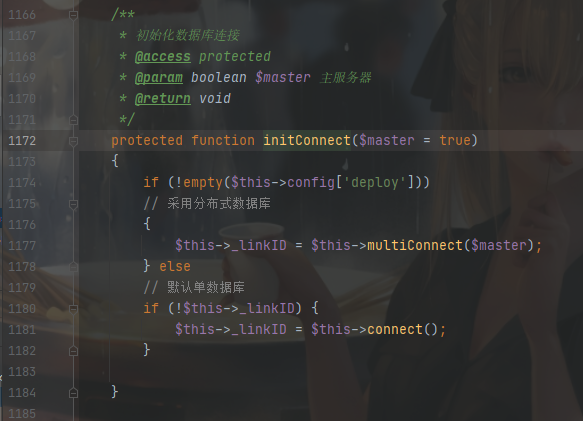 1166 /**
1167 * 初始化数据库连接
1168 * @access protected
1169 * @param boolean $master 主服务器
1170 * @return void
1171 */
1172 protected function initConnect($master = true)
1173 {
1174 if (!empty($this->config['deploy']))
1175 // 采用分布式数据库
1176 {
1177 $this->_linkID = $this->multiConnect($master);
1178 } else
1179 // 默认单数据库
1180 if (!$this->_linkID) {
1181 $this->_linkID = $this->connect();
1182 }
1183
1184 }
1185